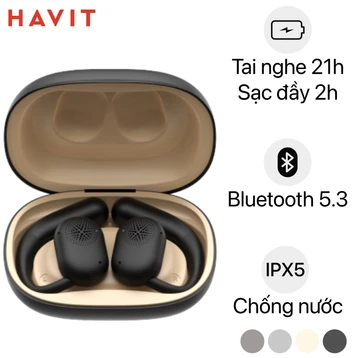 HAVIT
Tai nghe 21h
Sạc đầy 2h
Bluetooth 5.3
IPX5
Chống nước